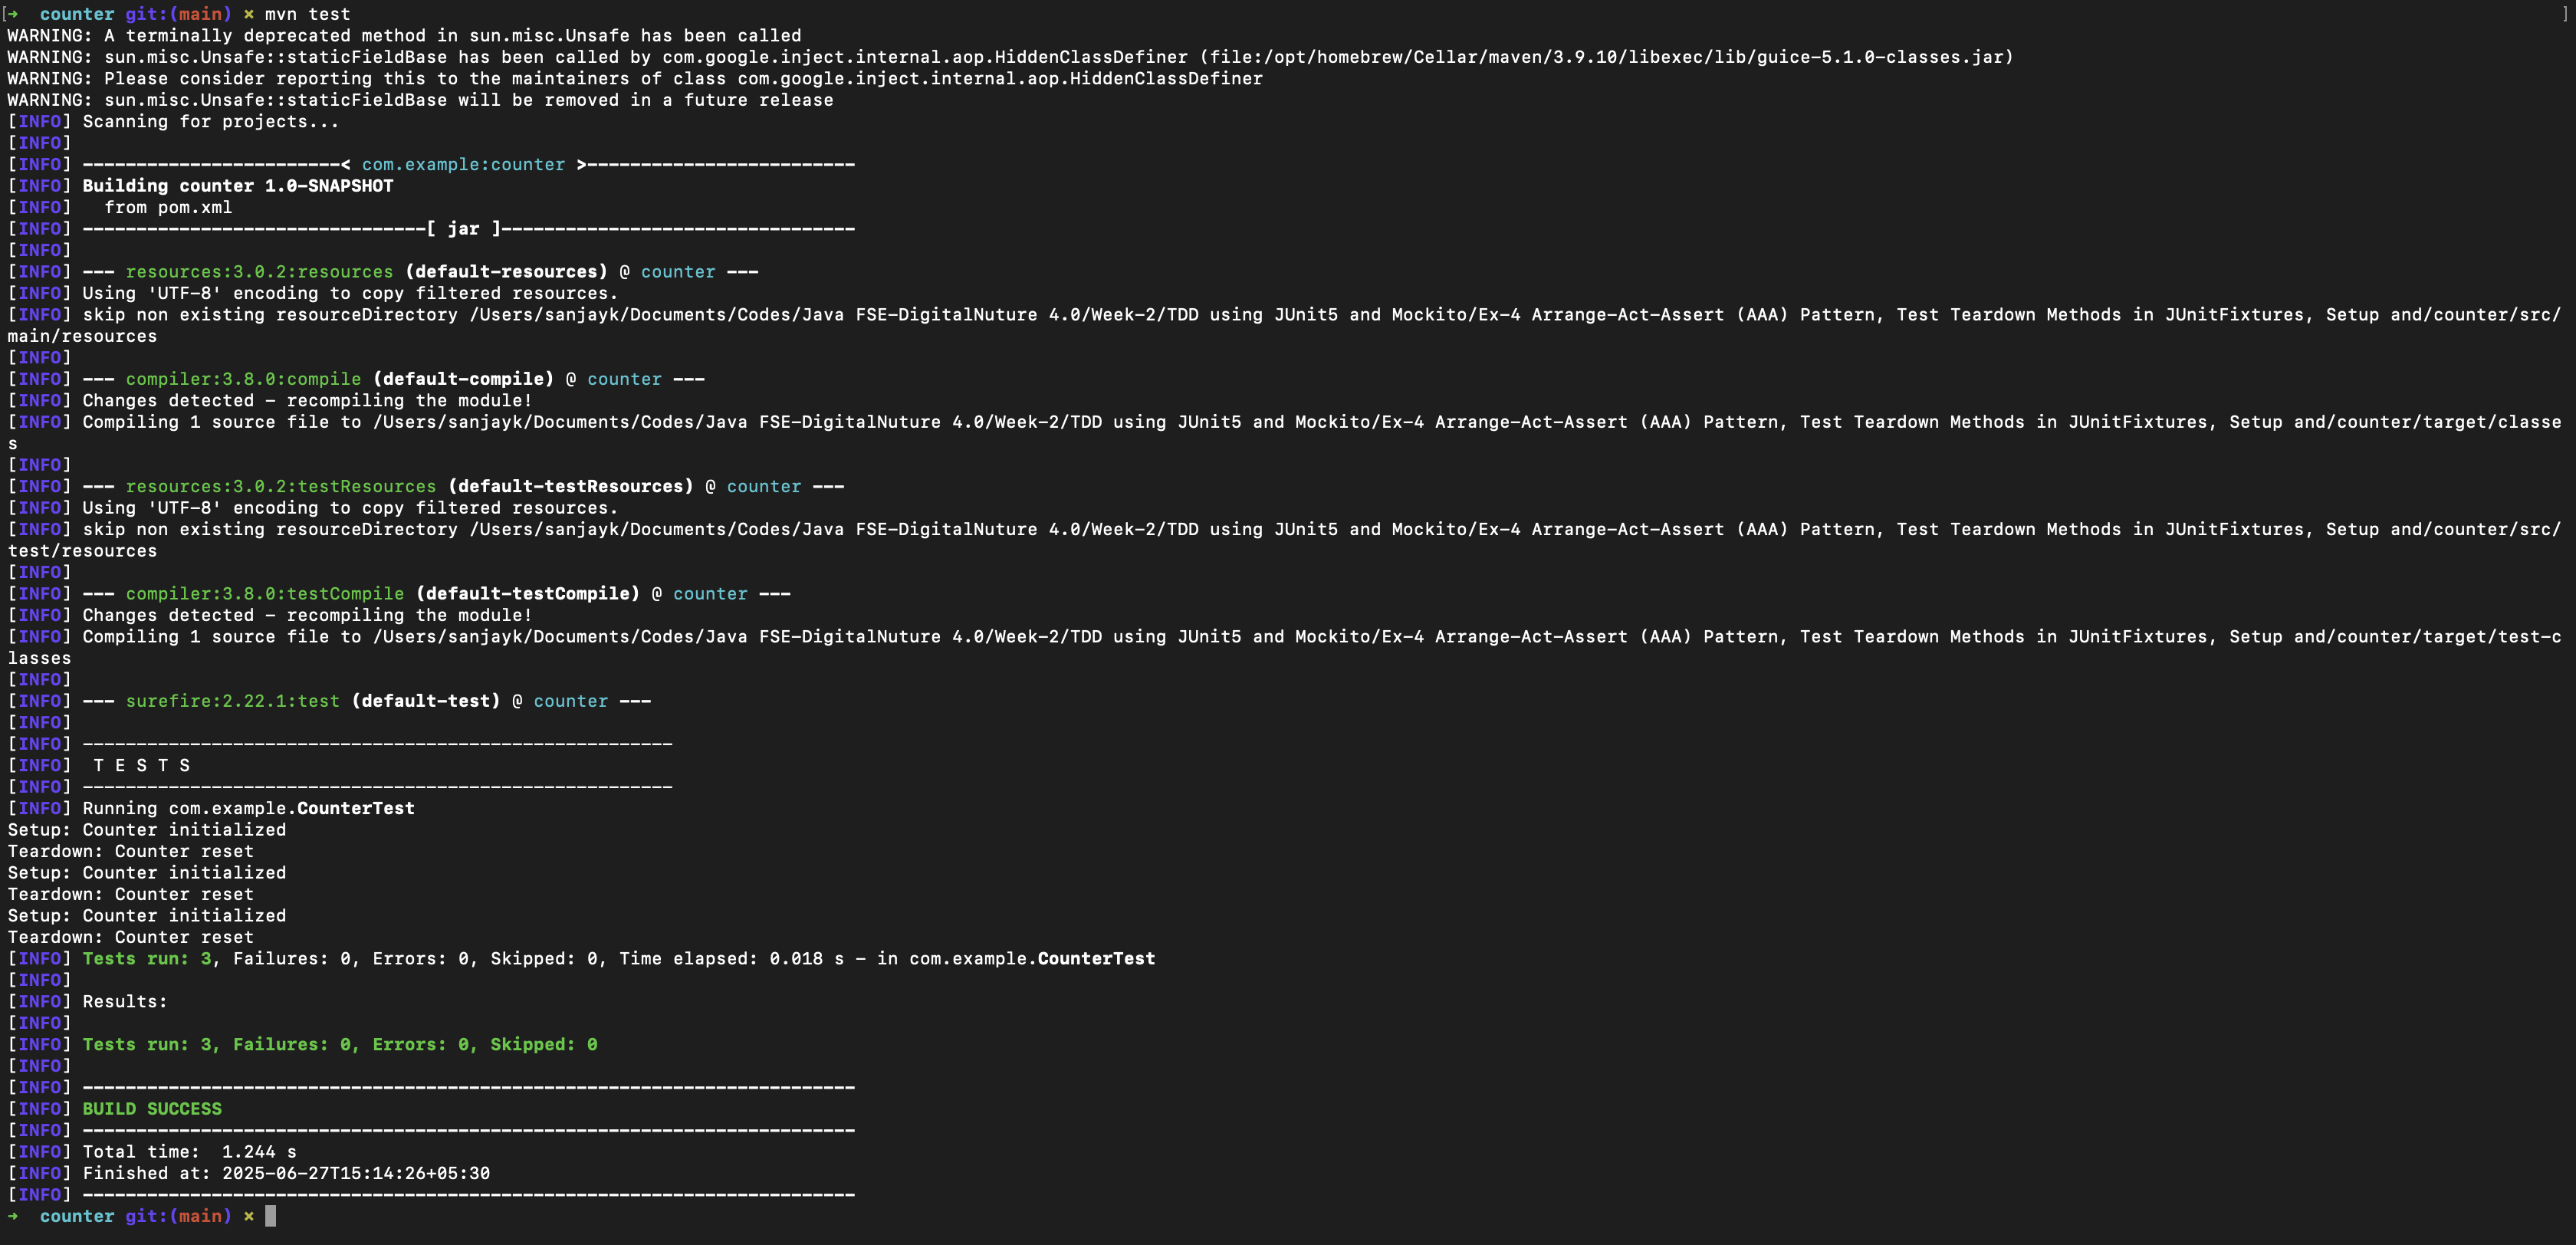 [➜  counter git:(main) ✗ mvn test ]
WARNING: A terminally deprecated method in sun.misc.Unsafe has been called
WARNING: sun.misc.Unsafe::staticFieldBase has been called by com.google.inject.internal.aop.HiddenClassDefiner (file:/opt/homebrew/Cellar/maven/3.9.10/libexec/lib/guice-5.1.0-classes.jar)
WARNING: Please consider reporting this to the maintainers of class com.google.inject.internal.aop.HiddenClassDefiner
WARNING: sun.misc.Unsafe::staticFieldBase will be removed in a future release
[INFO] Scanning for projects...
[INFO]
[INFO] ------------------------< com.example:counter >-------------------------
[INFO] Building counter 1.0-SNAPSHOT
[INFO]   from pom.xml
[INFO] --------------------------------[ jar ]---------------------------------
[INFO]
[INFO] --- resources:3.0.2:resources (default-resources) @ counter ---
[INFO] Using 'UTF-8' encoding to copy filtered resources.
[INFO] skip non existing resourceDirectory /Users/sanjayk/Documents/Codes/Java FSE-DigitalNuture 4.0/Week-2/TDD using JUnit5 and Mockito/Ex-4 Arrange-Act-Assert (AAA) Pattern, Test Teardown Methods in JUnitFixtures, Setup and/counter/src/
main/resources
[INFO]
[INFO] --- compiler:3.8.0:compile (default-compile) @ counter ---
[INFO] Changes detected - recompiling the module!
[INFO] Compiling 1 source file to /Users/sanjayk/Documents/Codes/Java FSE-DigitalNuture 4.0/Week-2/TDD using JUnit5 and Mockito/Ex-4 Arrange-Act-Assert (AAA) Pattern, Test Teardown Methods in JUnitFixtures, Setup and/counter/target/classe
s
[INFO]
[INFO] --- resources:3.0.2:testResources (default-testResources) @ counter ---
[INFO] Using 'UTF-8' encoding to copy filtered resources.
[INFO] skip non existing resourceDirectory /Users/sanjayk/Documents/Codes/Java FSE-DigitalNuture 4.0/Week-2/TDD using JUnit5 and Mockito/Ex-4 Arrange-Act-Assert (AAA) Pattern, Test Teardown Methods in JUnitFixtures, Setup and/counter/src/
test/resources
[INFO]
[INFO] --- compiler:3.8.0:testCompile (default-testCompile) @ counter ---
[INFO] Changes detected - recompiling the module!
[INFO] Compiling 1 source file to /Users/sanjayk/Documents/Codes/Java FSE-DigitalNuture 4.0/Week-2/TDD using JUnit5 and Mockito/Ex-4 Arrange-Act-Assert (AAA) Pattern, Test Teardown Methods in JUnitFixtures, Setup and/counter/target/test-c
lasses
[INFO]
[INFO] --- surefire:2.22.1:test (default-test) @ counter ---
[INFO]
[INFO] -------------------------------------------------------
[INFO]  T E S T S
[INFO] -------------------------------------------------------
[INFO] Running com.example.CounterTest
Setup: Counter initialized
Teardown: Counter reset
Setup: Counter initialized
Teardown: Counter reset
Setup: Counter initialized
Teardown: Counter reset
[INFO] Tests run: 3, Failures: 0, Errors: 0, Skipped: 0, Time elapsed: 0.018 s - in com.example.CounterTest
[INFO]
[INFO] Results:
[INFO]
[INFO] Tests run: 3, Failures: 0, Errors: 0, Skipped: 0
[INFO]
[INFO] ------------------------------------------------------------------------
[INFO] BUILD SUCCESS
[INFO] ------------------------------------------------------------------------
[INFO] Total time:  1.244 s
[INFO] Finished at: 2025-06-27T15:14:26+05:30
[INFO] ------------------------------------------------------------------------
➜  counter git:(main) ✗